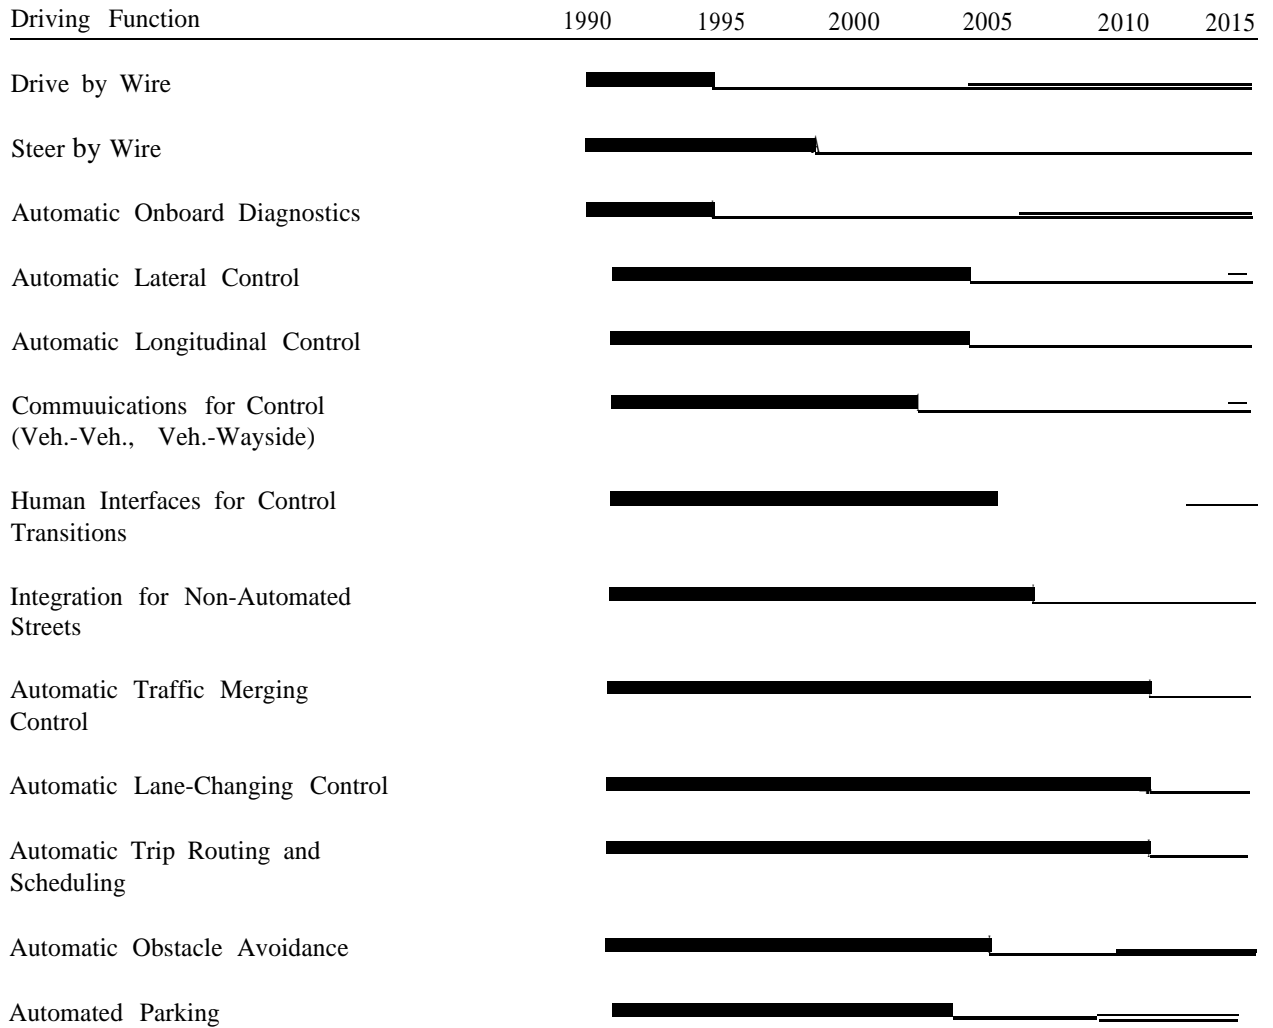 Driving Function 1990 1995 2000 2005 2010 2015
Drive by Wire
Steer by Wire
Automatic Onboard Diagnostics
Automatic Lateral Control
Automatic Longitudinal Control
Commuuications for Control
(Veh.-Veh., Veh.-Wayside)
Human Interfaces for Control
Transitions
Integration for Non-Automated
Streets
Automatic Traffic Merging
Control
Automatic Lane-Changing Control
Automatic Trip Routing and
Scheduling
Automatic Obstacle Avoidance
Automated Parking